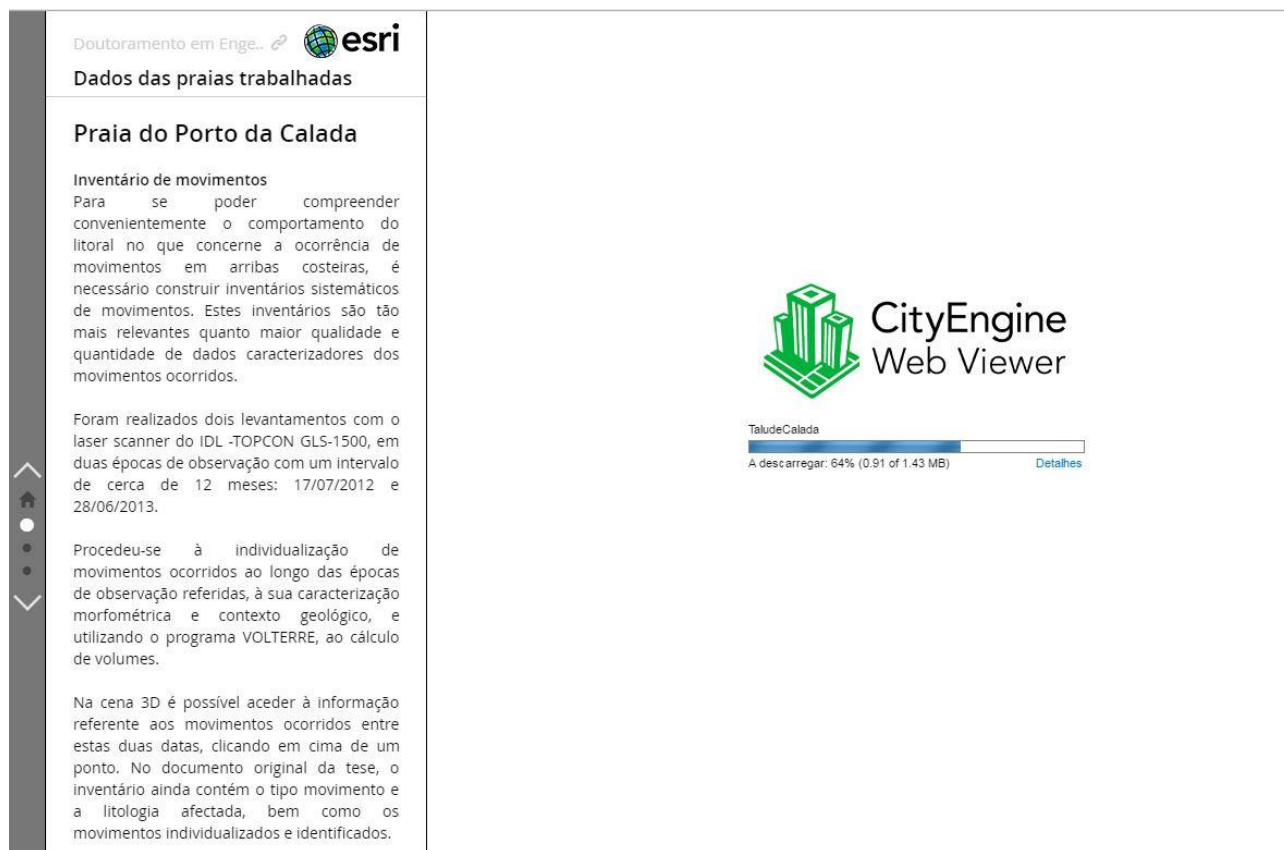 Doutoramento em Enge..
esri
Dados das praias trabalhadas
Praia do Porto da Calada
Inventário de movimentos
Para se poder compreender
convenientemente o comportamento do
litoral no que concerne a ocorrência de
movimentos em arribas costeiras, é
necessário construir inventários sistemáticos
de movimentos. Estes inventários são tão
mais relevantes quanto maior qualidade e
quantidade de dados caracterizadores dos
movimentos ocorridos.
Foram realizados dois levantamentos com o
laser scanner do IDL -TOPCON GLS-1500, em
duas épocas de observação com um intervalo
de cerca de 12 meses: 17/07/2012 e
28/06/2013.
Procedeu-se à individualização de
movimentos ocorridos ao longo das épocas
de observação referidas, à sua caracterização
morfométrica e contexto geológico, e
utilizando o programa VOLTERRE, ao cálculo
de volumes.
Na cena 3D é possível aceder à informação
referente aos movimentos ocorridos entre
estas duas datas, clicando em cima de um
ponto. No documento original da tese, o
inventário ainda contém o tipo movimento e
a litologia afectada, bem como os
movimentos individualizados e identificados.
CityEngine
Web Viewer
TaludeCalada
A descarregar: 64% (0.91 of 1.43 MB) Detalhes